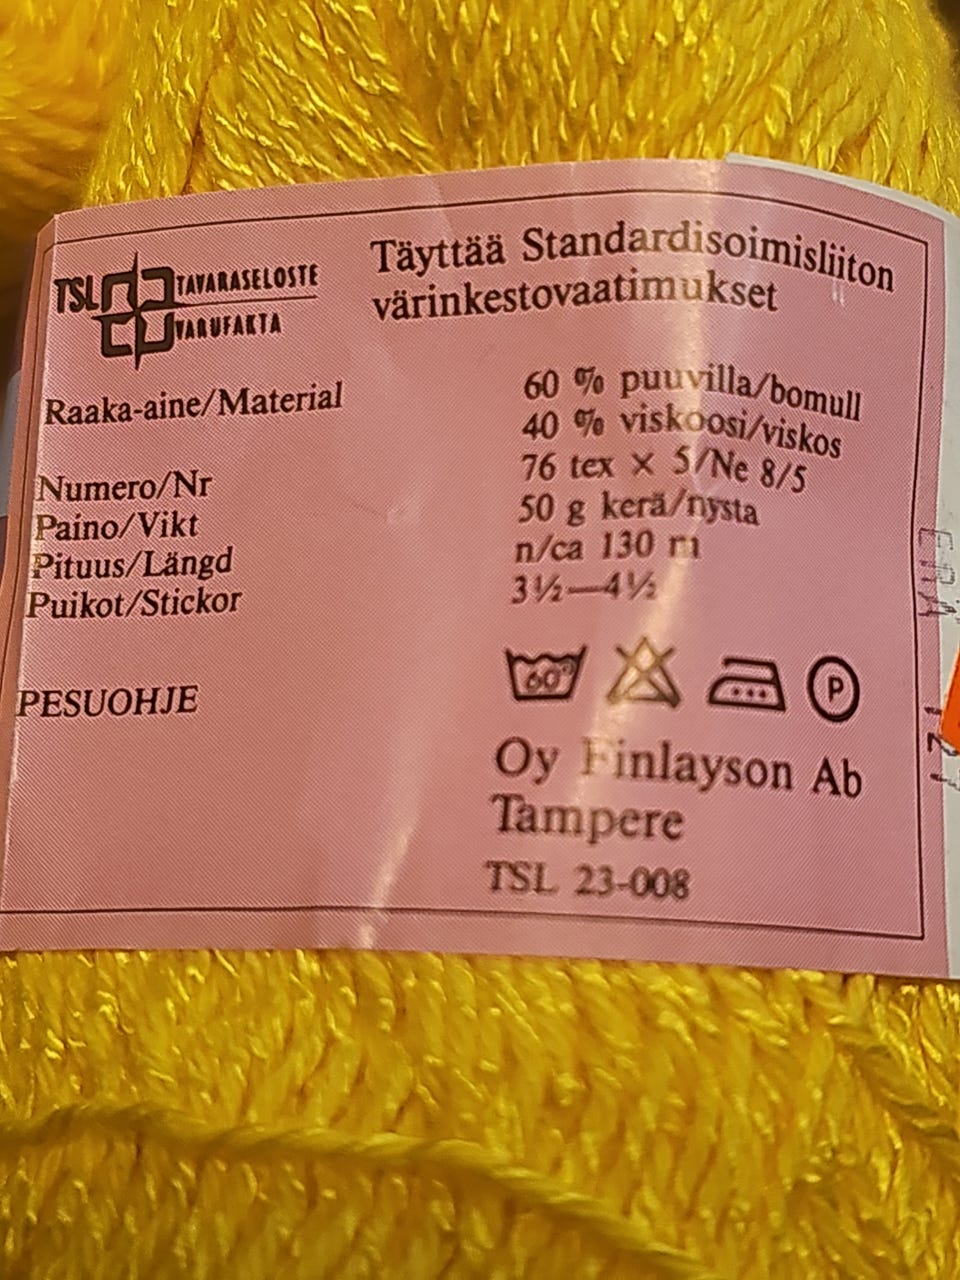 TSL TAVARASELOSTE
VARUFAKTA
Täyttää Standardisoimisliiton
värinkestovaatimukset
Raaka-aine/Material 60 % puuvilla/bomull
40 % viskoosi/viskos
Numero/Nr 76 tex × 5/Ne 8/5
Paino/Vikt 50 g kerä/nysta
Pituus/Längd n/ca 130 m
Puikot/Stickor 3½—4½
PESUOHJE 60° P
Oy Finlayson Ab
Tampere
TSL 23-008